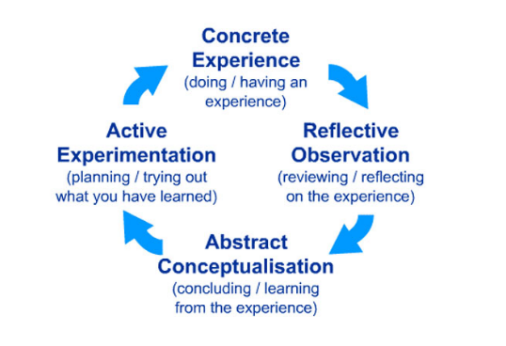 Concrete
Experience
(doing / having an
experience)
Reflective
Observation
(reviewing / reflecting
on the experience)
Abstract
Conceptualisation
(concluding / learning
from the experience)
Active
Experimentation
(planning / trying out
what you have learned)